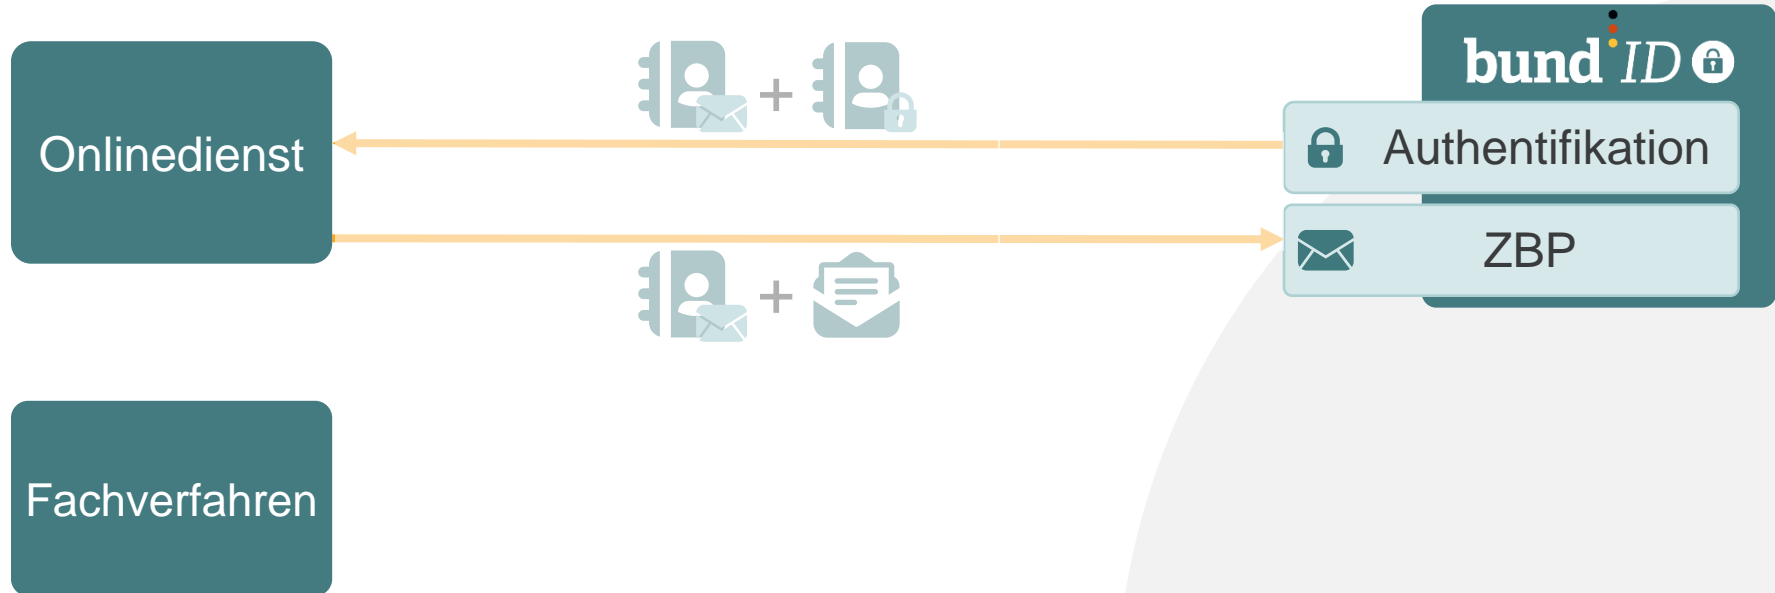 bund ID
Onlinedienst
Authentifikation
ZBP
Fachverfahren